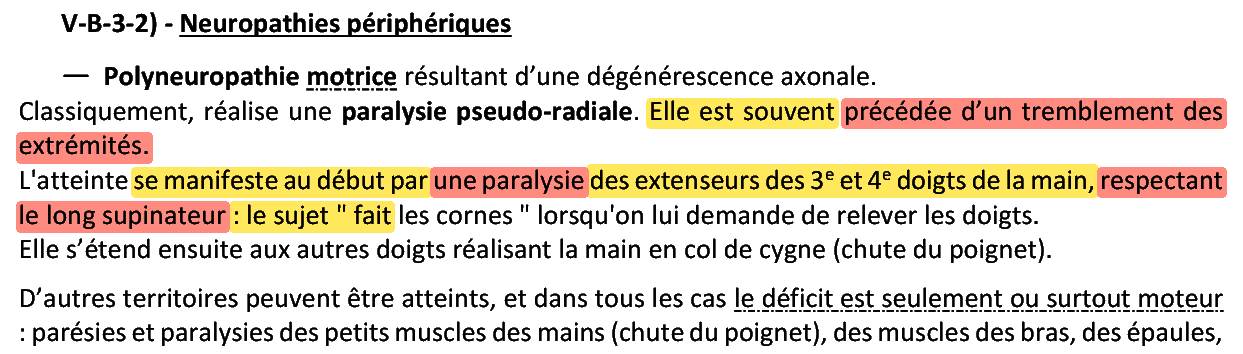 V-B-3-2) - Neuropathies périphériques
— Polyneuropathie motrice résultant d’une dégénérescence axonale.
Classiquement, réalise une paralysie pseudo-radiale. Elle est souvent précédée d’un tremblement des
extrémités.
L'atteinte se manifeste au début par une paralysie des extenseurs des 3e et 4e doigts de la main, respectant
le long supinateur : le sujet " fait les cornes " lorsqu'on lui demande de relever les doigts.
Elle s’étend ensuite aux autres doigts réalisant la main en col de cygne (chute du poignet).
D’autres territoires peuvent être atteints, et dans tous les cas le déficit est seulement ou surtout moteur
: parésies et paralysies des petits muscles des mains (chute du poignet), des muscles des bras, des épaules,